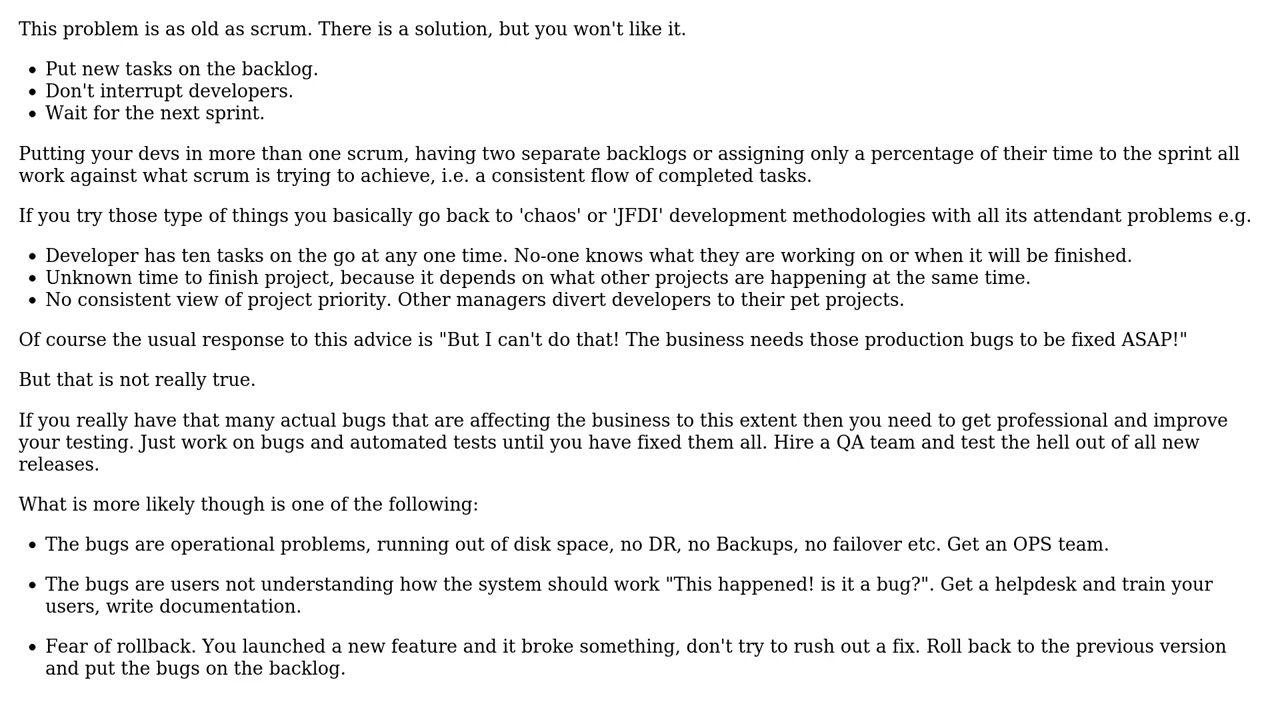 This problem is as old as scrum. There is a solution, but you won't like it.
• Put new tasks on the backlog.
• Don't interrupt developers.
• Wait for the next sprint.
Putting your devs in more than one scrum, having two separate backlogs or assigning only a percentage of their time to the sprint all
work against what scrum is trying to achieve, i.e. a consistent flow of completed tasks.
If you try those type of things you basically go back to 'chaos' or 'JFDI' development methodologies with all its attendant problems e.g.
• Developer has ten tasks on the go at any one time. No-one knows what they are working on or when it will be finished.
• Unknown time to finish project, because it depends on what other projects are happening at the same time.
• No consistent view of project priority. Other managers divert developers to their pet projects.
Of course the usual response to this advice is "But I can't do that! The business needs those production bugs to be fixed ASAP!"
But that is not really true.
If you really have that many actual bugs that are affecting the business to this extent then you need to get professional and improve
your testing. Just work on bugs and automated tests until you have fixed them all. Hire a QA team and test the hell out of all new
releases.
What is more likely though is one of the following:
• The bugs are operational problems, running out of disk space, no DR, no Backups, no failover etc. Get an OPS team.
• The bugs are users not understanding how the system should work "This happened! is it a bug?". Get a helpdesk and train your
users, write documentation.
• Fear of rollback. You launched a new feature and it broke something, don't try to rush out a fix. Roll back to the previous version
and put the bugs on the backlog.